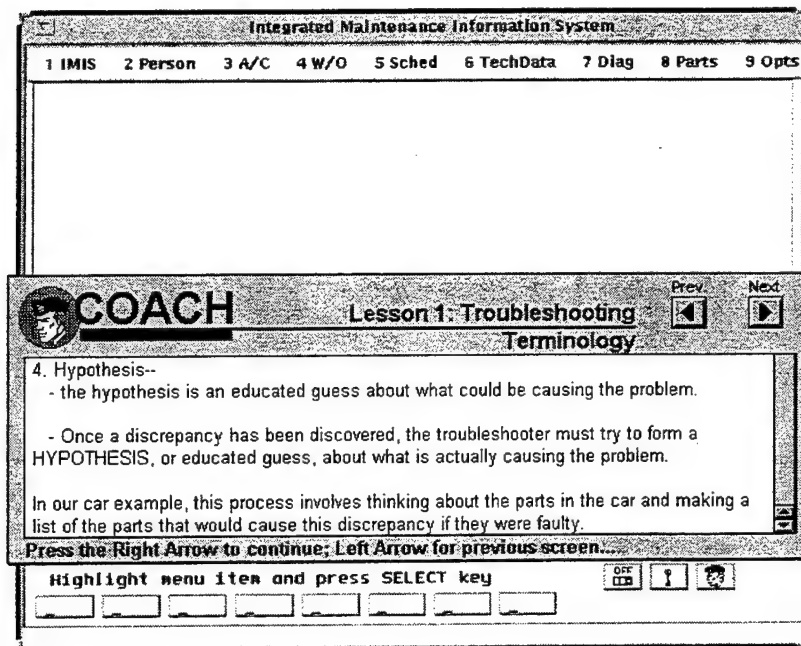 Integrated Maintenance Information System
1 IMIS 2 Person 3 A/C 4 W/O 5 Sched 6 TechData 7 Diag 8 Parts 9 Opts
COACH
Lesson 1: Troubleshooting
Terminology
Prev. Next
4. Hypothesis--
- the hypothesis is an educated guess about what could be causing the problem.
- Once a discrepancy has been discovered, the troubleshooter must try to form a
HYPOTHESIS, or educated guess, about what is actually causing the problem.
In our car example, this process involves thinking about the parts in the car and making a
list of the parts that would cause this discrepancy if they were faulty.
Press the Right Arrow to continue; Left Arrow for previous screen....
Highlight menu item and press SELECT key
OFF